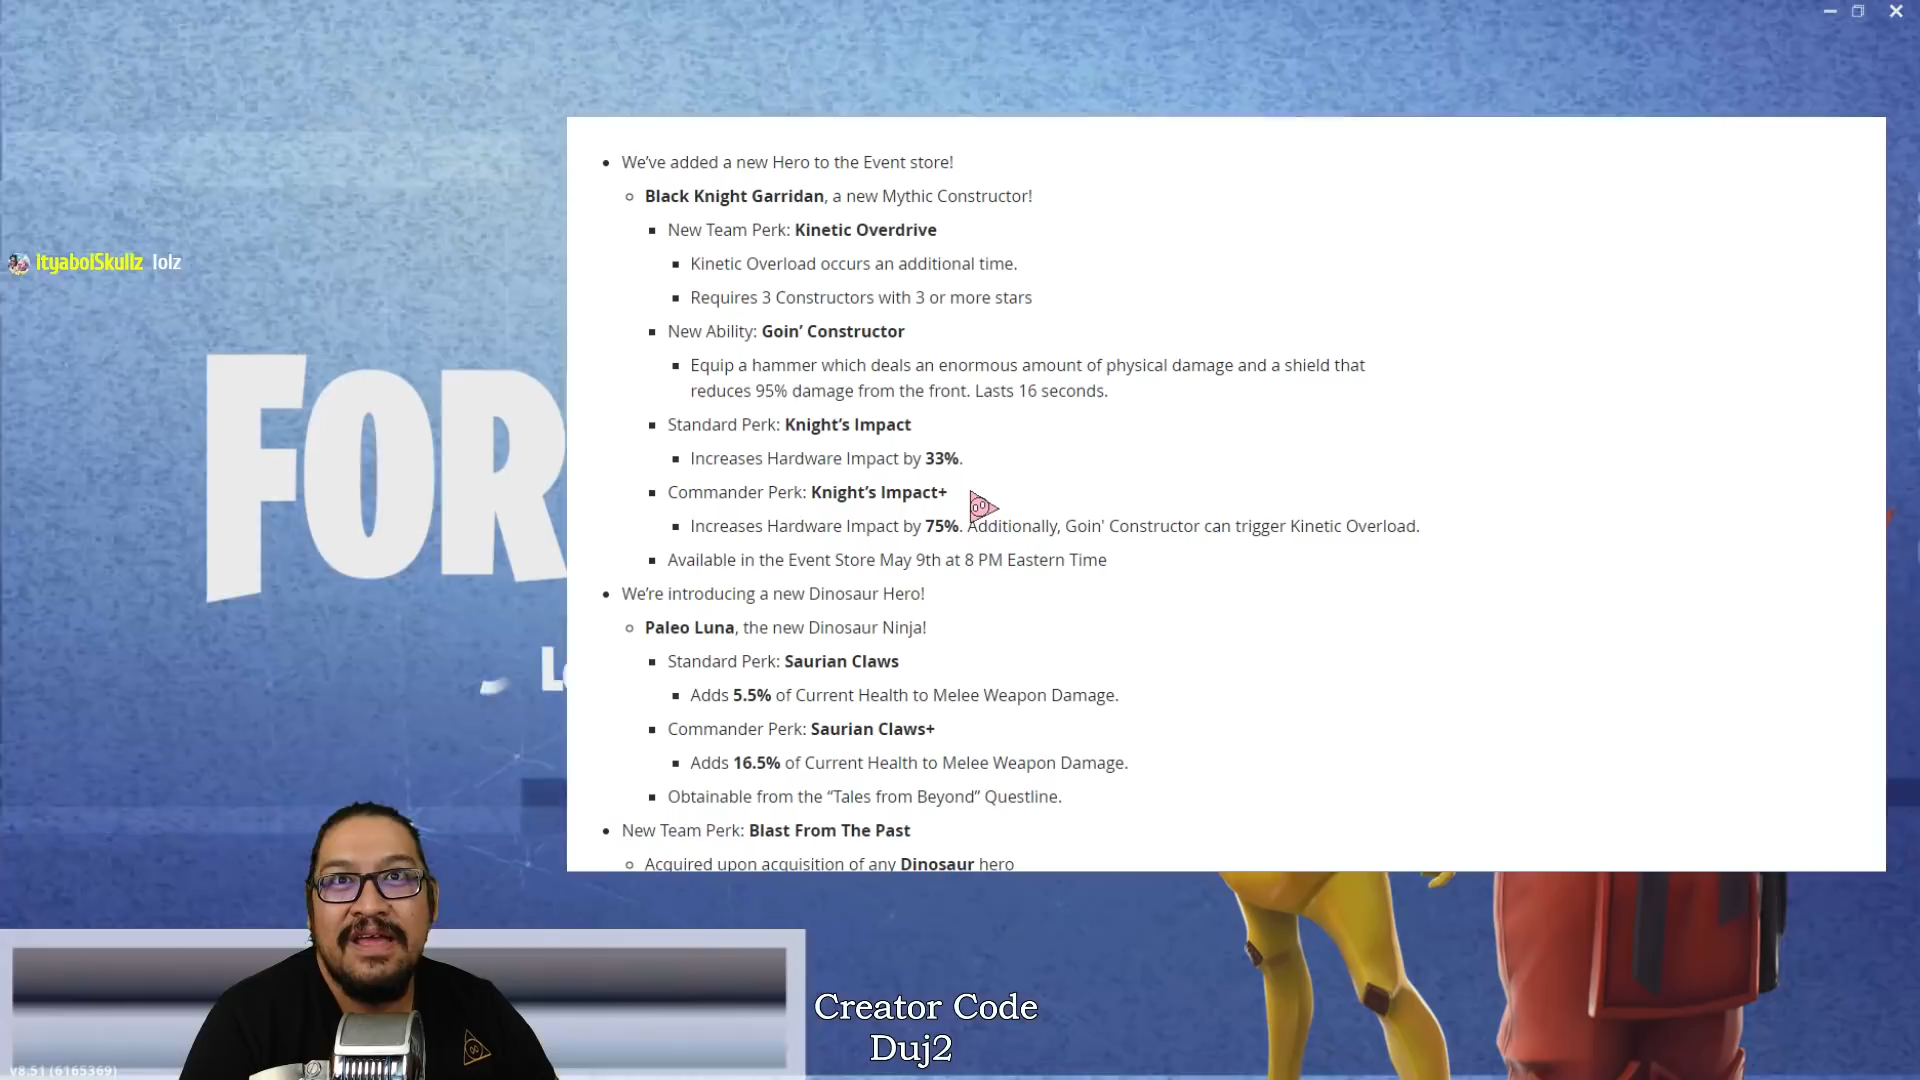 We've added a new Hero to the Event store!
Black Knight Garridan, a new Mythic Constructor!
New Team Perk: Kinetic Overdrive
Kinetic Overload occurs an additional time.
Requires 3 Constructors with 3 or more stars
New Ability: Goin' Constructor
Equip a hammer which deals an enormous amount of physical damage and a shield that
reduces 95% damage from the front. Lasts 16 seconds.
Standard Perk: Knight's Impact
Increases Hardware Impact by 33%.
Commander Perk: Knight's Impact+
Increases Hardware Impact by 75%. Additionally, Goin' Constructor can trigger Kinetic Overload.
Available in the Event Store May 9th at 8 PM Eastern Time
We're introducing a new Dinosaur Hero!
Paleo Luna, the new Dinosaur Ninja!
Standard Perk: Saurian Claws
Adds 5.5% of Current Health to Melee Weapon Damage.
Commander Perk: Saurian Claws+
Adds 16.5% of Current Health to Melee Weapon Damage.
Obtainable from the “Tales from Beyond” Questline.
New Team Perk: Blast From The Past
Acquired upon acquisition of any Dinosaur hero
ItyaboiSkullz lolz
FOR
Lo
Creator Code
Duj2
v8.51 (6165369)